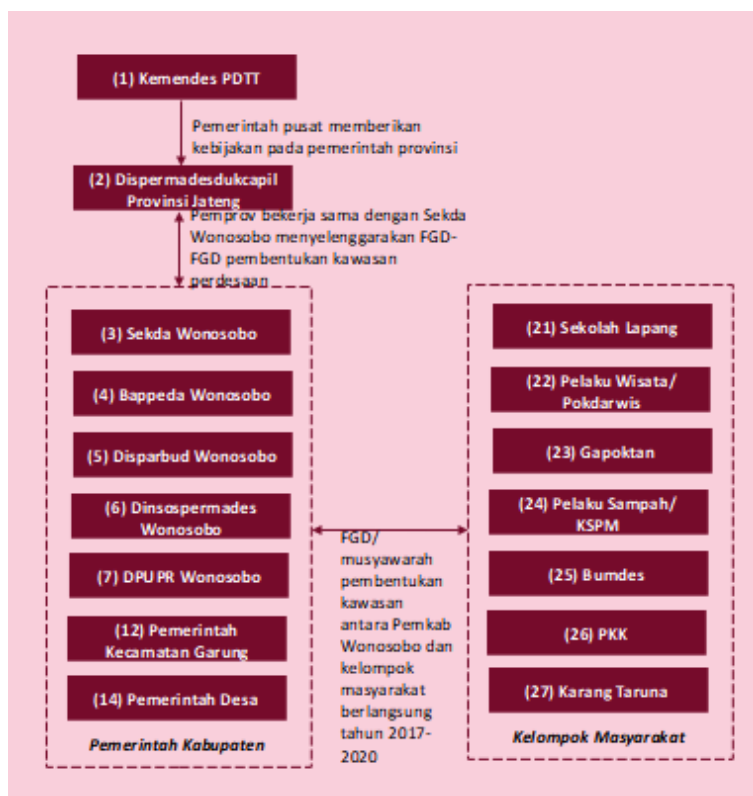 (1) Kemendes PDTT
Pemerintah pusat memberikan
kebijakan pada pemerintah provinsi
(2) Dispermadesdukcapil
Provinsi Jateng
Pemprov bekerja sama dengan Sekda
Wonosobo menyelenggarakan FGD-
FGD pembentukan kawasan
perdesaan
(3) Sekda Wonosobo
(4) Bappeda Wonosobo
(5) Disparbud Wonosobo
(6) Dinsospermades
Wonosobo
(7) DPUPR Wonosobo
(12) Pemerintah
Kecamatan Garung
(14) Pemerintah Desa
Pemerintah Kabupaten
FGD/
musyawarah
pembentukan
kawasan
antara Pemkab
Wonosobo dan
kelompok
masyarakat
berlangsung
tahun 2017-
2020
(21) Sekolah Lapang
(22) Pelaku Wisata/
Pokdarwis
(23) Gapoktan
(24) Pelaku Sampah/
KSPM
(25) Bumdes
(26) PKK
(27) Karang Taruna
Kelompok Masyarakat